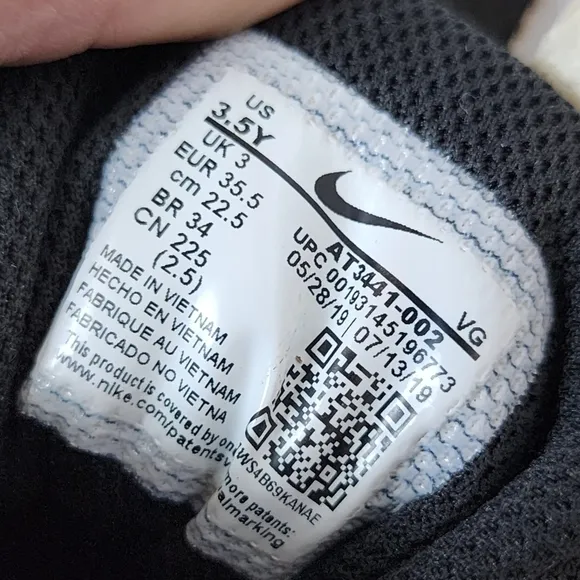 US
3.5Y
UK 3
EUR 35.5
cm 22.5
BR 34
CN 225
(2.5)
AT3441-002 VG
UPC 00193145196773
05/28/19 07/13/19
MADE IN VIETNAM
HECHO EN VIETNAM
FABRIQUE AU VIETNAM
FABRICADO NO VIETNA
This product is covered by on
www.nike.com/patents
more patents:
almarking